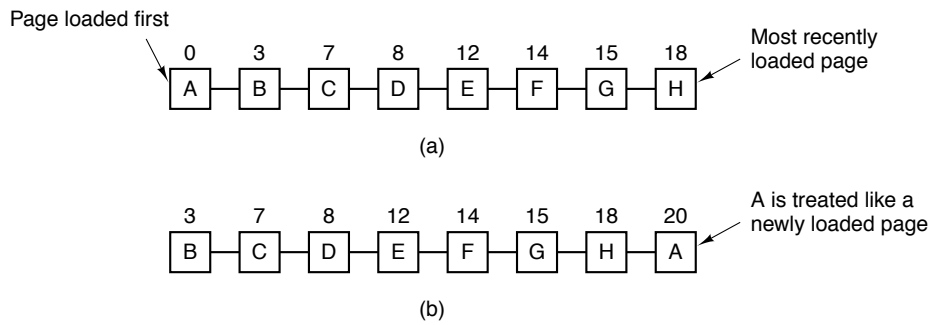 Page loaded first
0 3 7 8 12 14 15 18
Most recently
loaded page
A B C D E F G H
(a)
3 7 8 12 14 15 18 20
A is treated like a
newly loaded page
B C D E F G H A
(b)